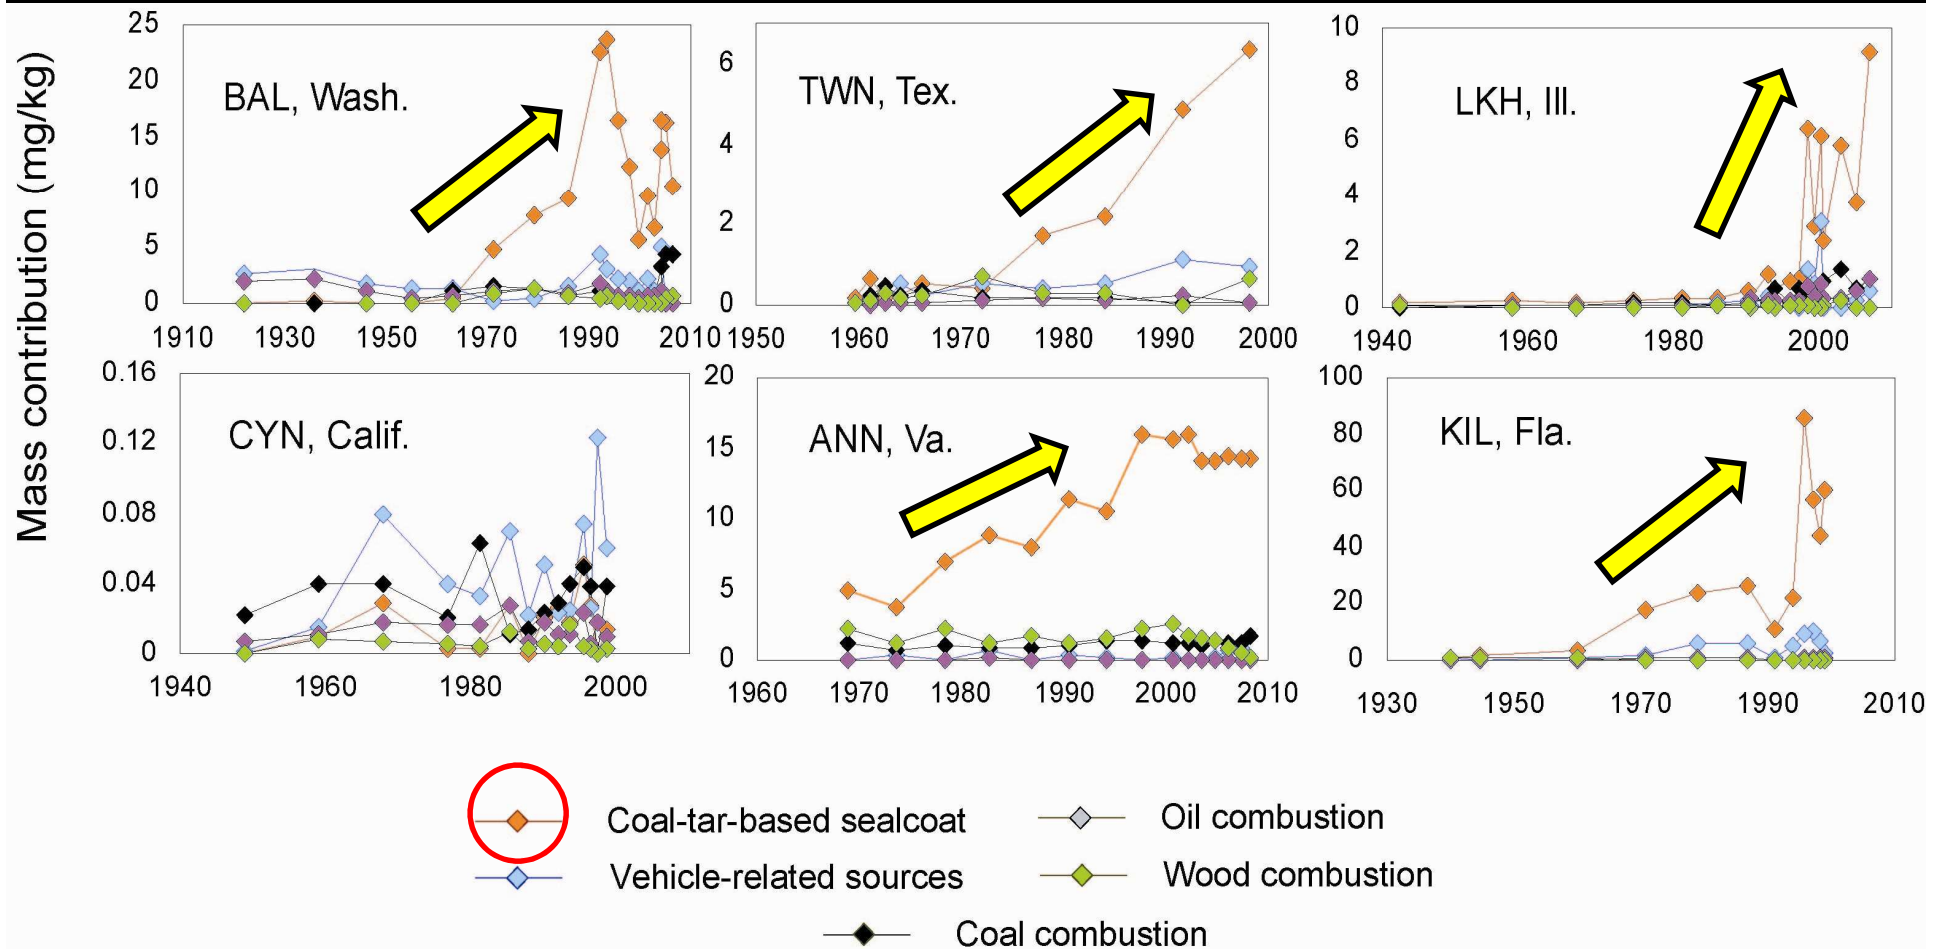 Mass contribution (mg/kg)
25
20
15
10
5
0
BAL, Wash.
1910 1930 1950 1970 1990 2010
6
4
2
0
TWN, Tex.
1950 1960 1970 1980 1990 2000
10
8
6
4
2
0
LKH, Ill.
1940 1960 1980 2000
0.16
0.12
0.08
0.04
0
CYN, Calif.
1940 1960 1980 2000
20
15
10
5
0
ANN, Va.
1960 1970 1980 1990 2000 2010
100
80
60
40
20
0
KIL, Fla.
1930 1950 1970 1990 2010
Coal-tar-based sealcoat
Oil combustion
Vehicle-related sources
Wood combustion
Coal combustion